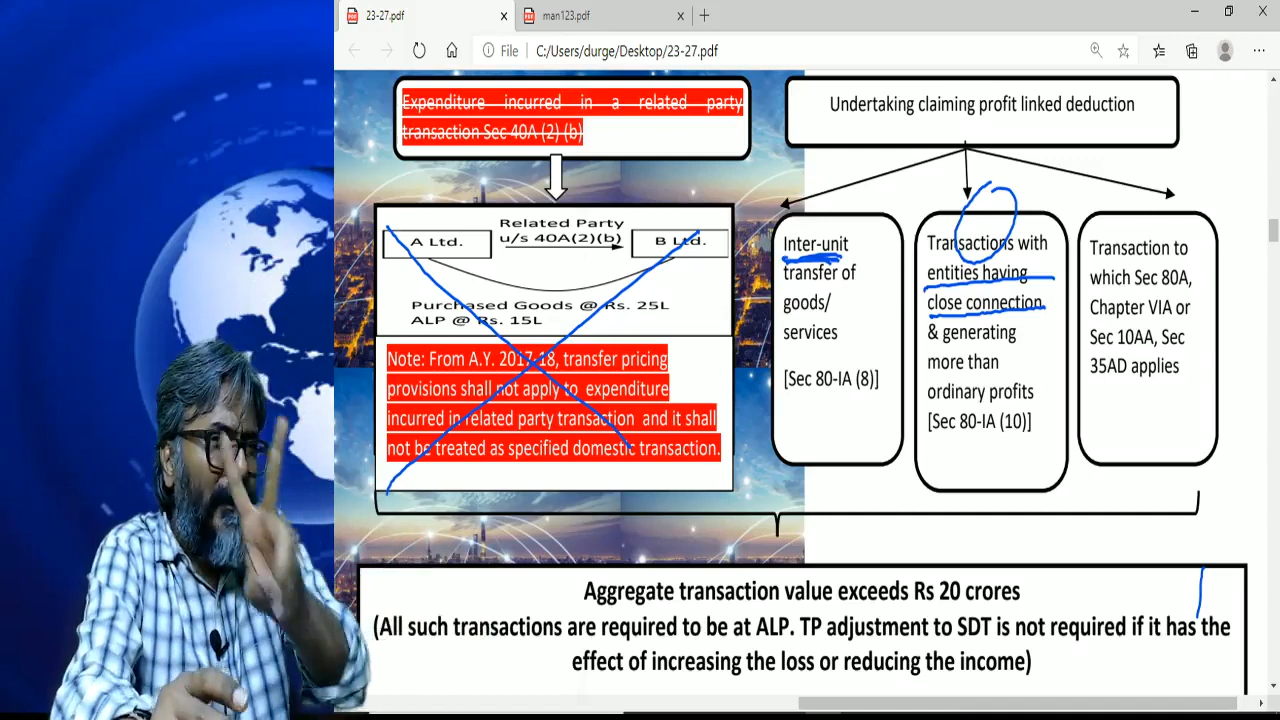 23-27.pdf
man123.pdf
File
C:/Users/durge/Desktop/23-27.pdf
Expenditure incurred in a related party
transaction Sec 40A (2) (b)
Related Party
u/s 40A(2)(b)
A Ltd.
B Ltd.
Purchased Goods @ Rs. 25L
ALP @ Rs. 15L
Note: From A.Y. 2017-18, transfer pricing
provisions shall not apply to expenditure
incurred in related party transaction and it shall
not be treated as specified domestic transaction.
Undertaking claiming profit linked deduction
Inter-unit
transfer of
goods/
services
[Sec 80-IA (8)]
Transactions with
entities having
close connection
& generating
more than
ordinary profits
[Sec 80-IA (10)]
Transaction to
which Sec 80A,
Chapter VIA or
Sec 10AA, Sec
35AD applies
Aggregate transaction value exceeds Rs 20 crores
(All such transactions are required to be at ALP. TP adjustment to SDT is not required if it has the
effect of increasing the loss or reducing the income)